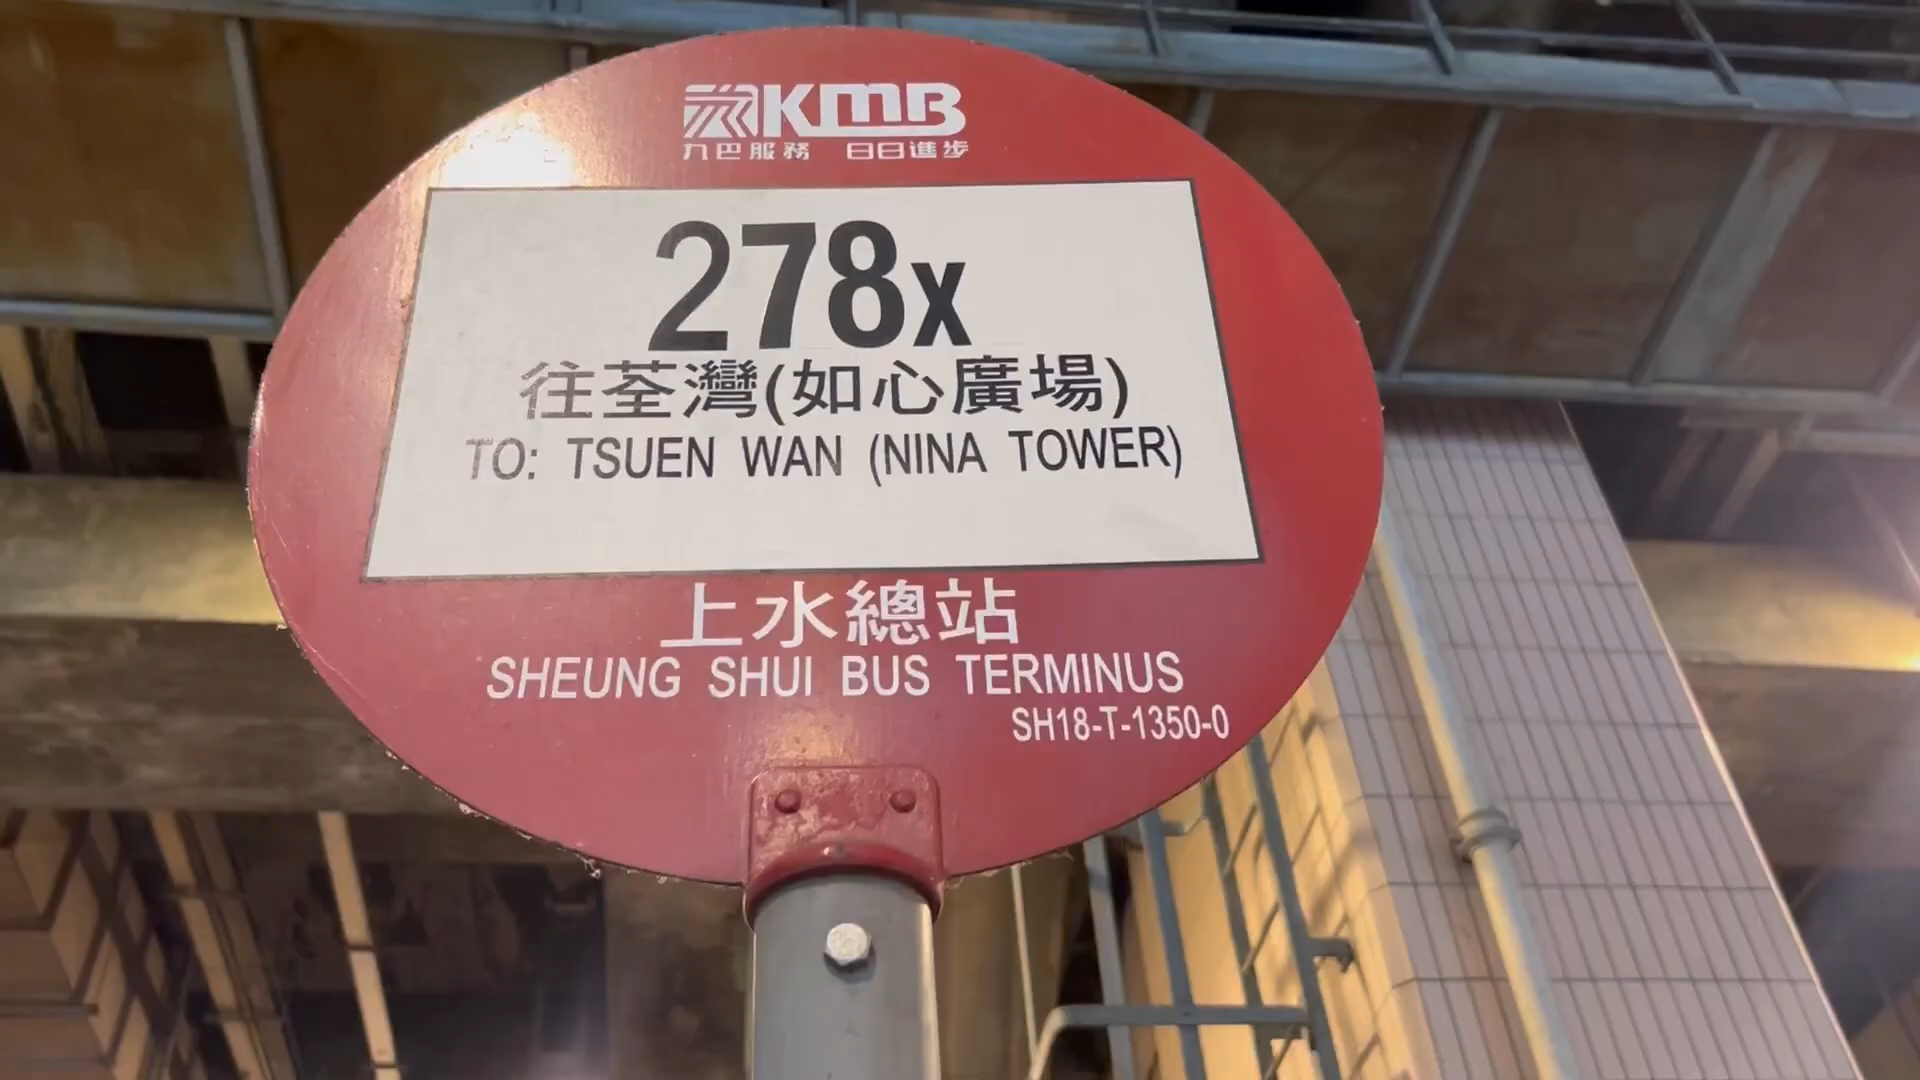 KMB
九巴服務 日日進步
278x
往荃灣(如心廣場)
TO: TSUEN WAN (NINA TOWER)
上水總站
SHEUNG SHUI BUS TERMINUS
SH18-T-1350-0